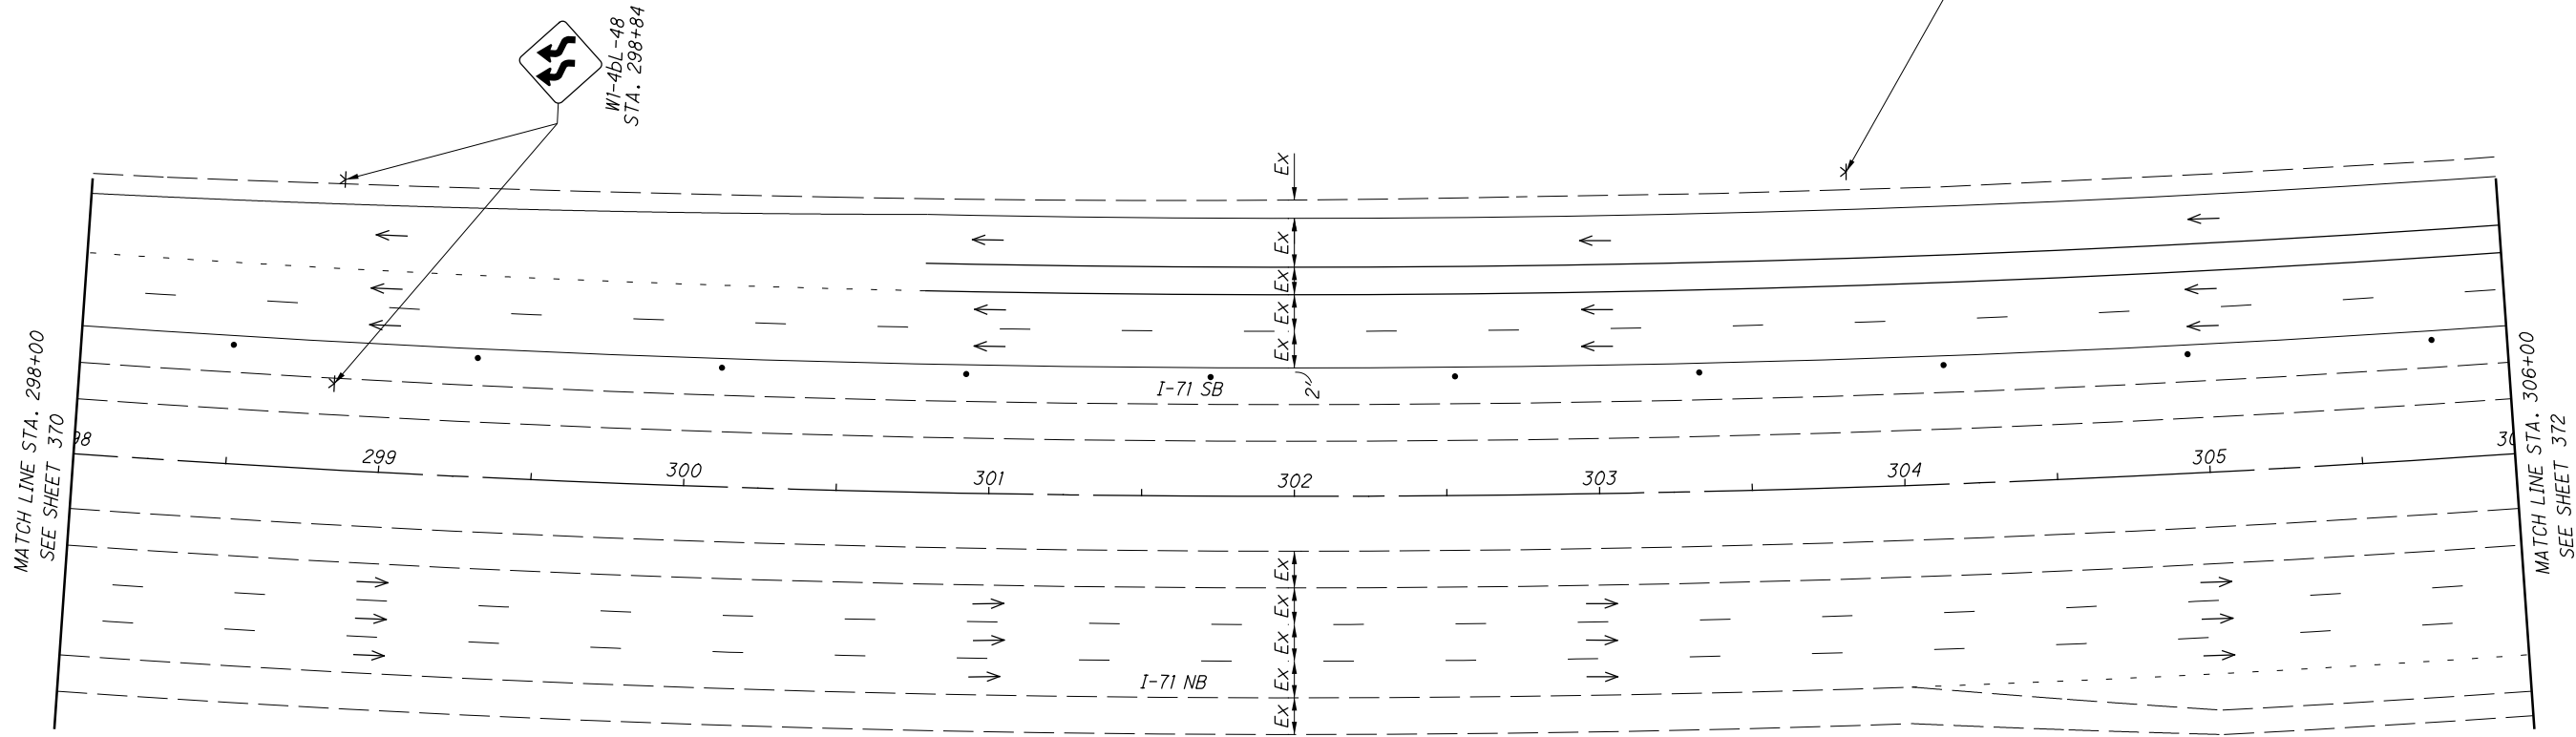 W1-4bL-48
STA. 298+84
Ex
Ex
Ex
Ex
Ex
2'
I-71 SB
MATCH LINE STA. 298+00
SEE SHEET 370
98
299
300
301
302
303
304
305
30
MATCH LINE STA. 306+00
SEE SHEET 372
Ex
Ex
Ex
Ex
Ex
I-71 NB